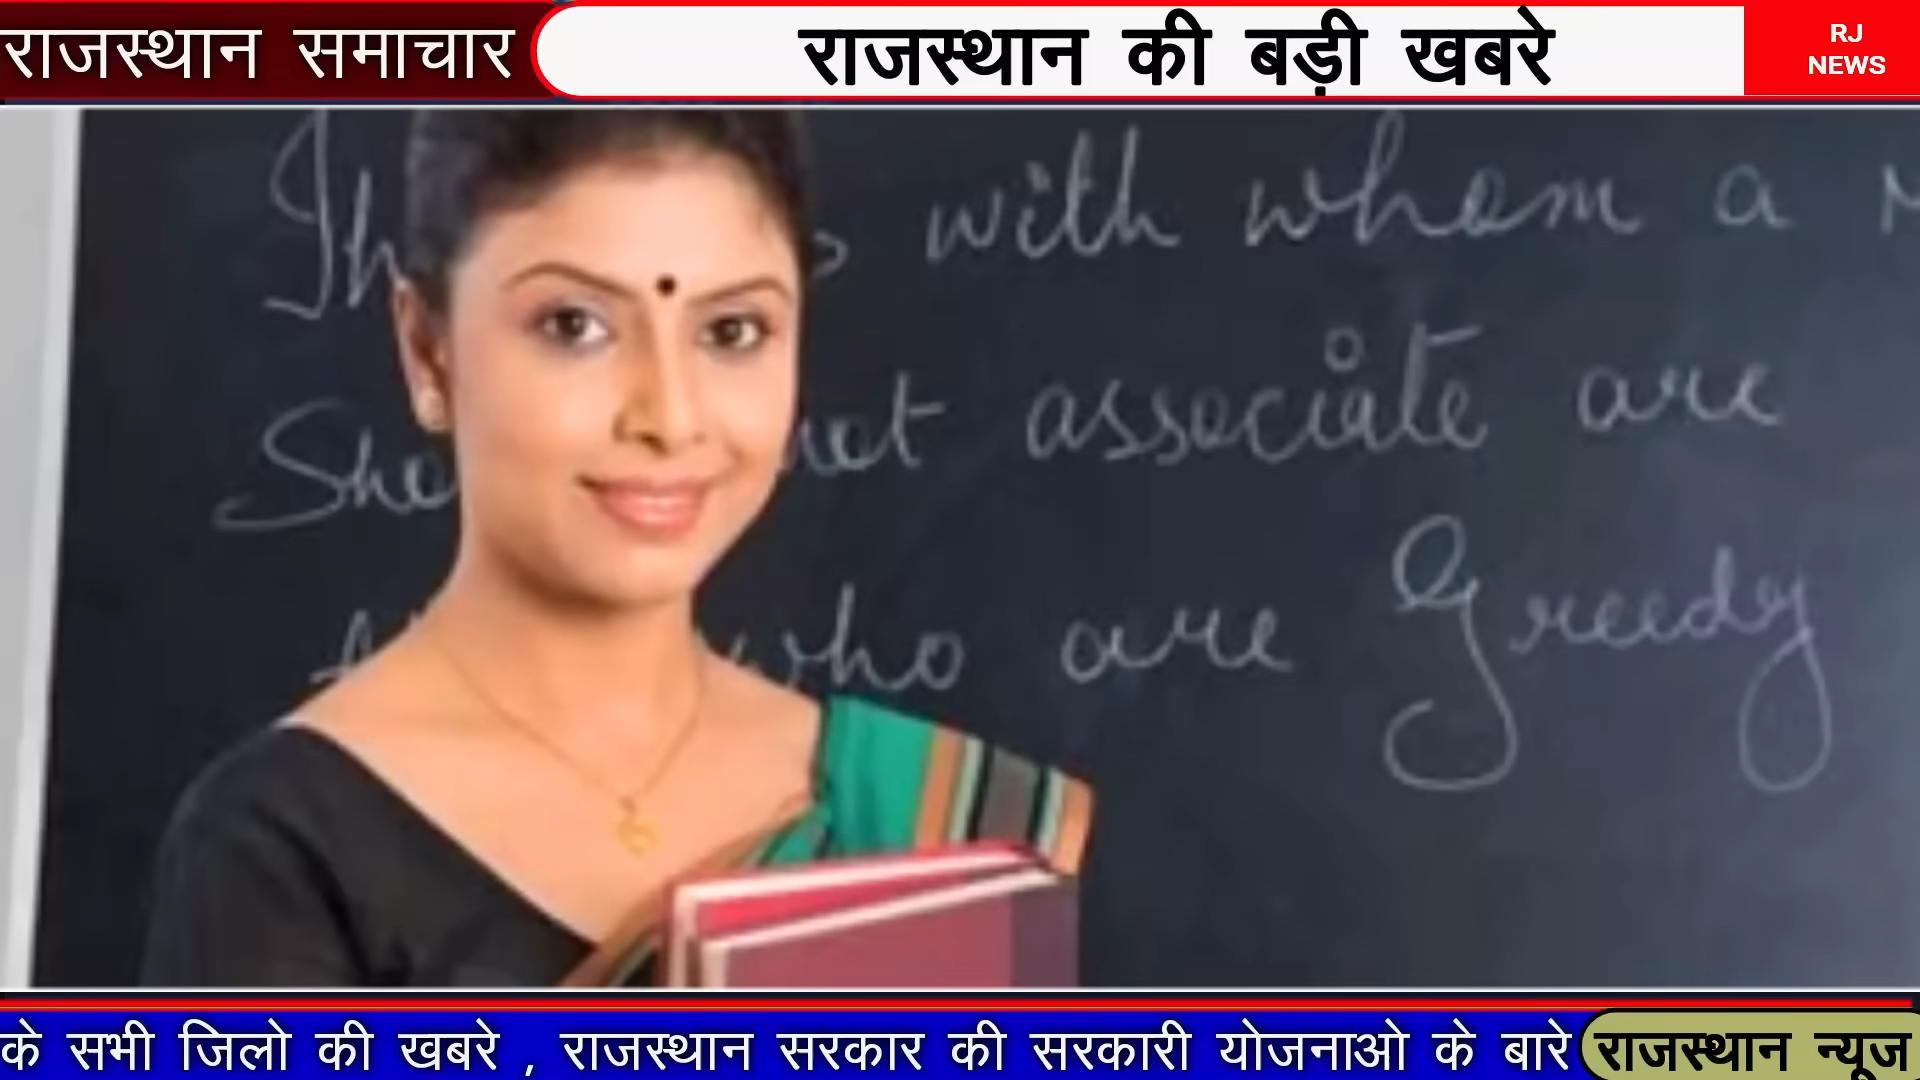 राजस्थान समाचार
राजस्थान की बड़ी खबरे
RJ
NEWS
with whom a
not associate are
who are Greedy
के सभी जिलो की खबरे , राजस्थान सरकार की सरकारी योजनाओ के बारे
राजस्थान न्यूज